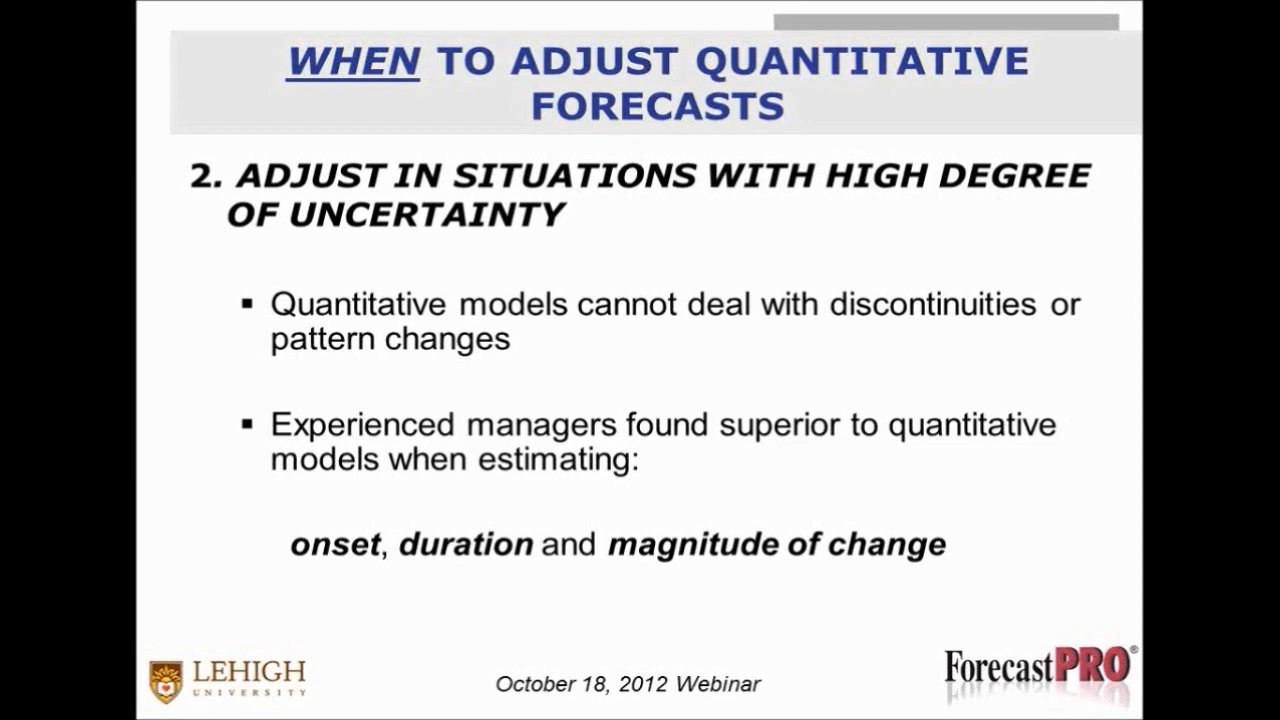 WHEN TO ADJUST QUANTITATIVE
FORECASTS
2. ADJUST IN SITUATIONS WITH HIGH DEGREE
OF UNCERTAINTY
▪ Quantitative models cannot deal with discontinuities or
pattern changes
▪ Experienced managers found superior to quantitative
models when estimating:
onset, duration and magnitude of change
LEHIGH
UNIVERSITY
October 18, 2012 Webinar
ForecastPRO®